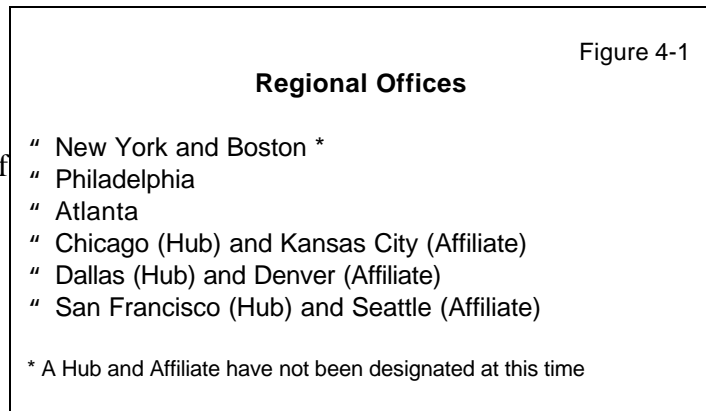 Figure 4-1
Regional Offices
f
" New York and Boston *
" Philadelphia
" Atlanta
" Chicago (Hub) and Kansas City (Affiliate)
" Dallas (Hub) and Denver (Affiliate)
" San Francisco (Hub) and Seattle (Affiliate)
* A Hub and Affiliate have not been designated at this time